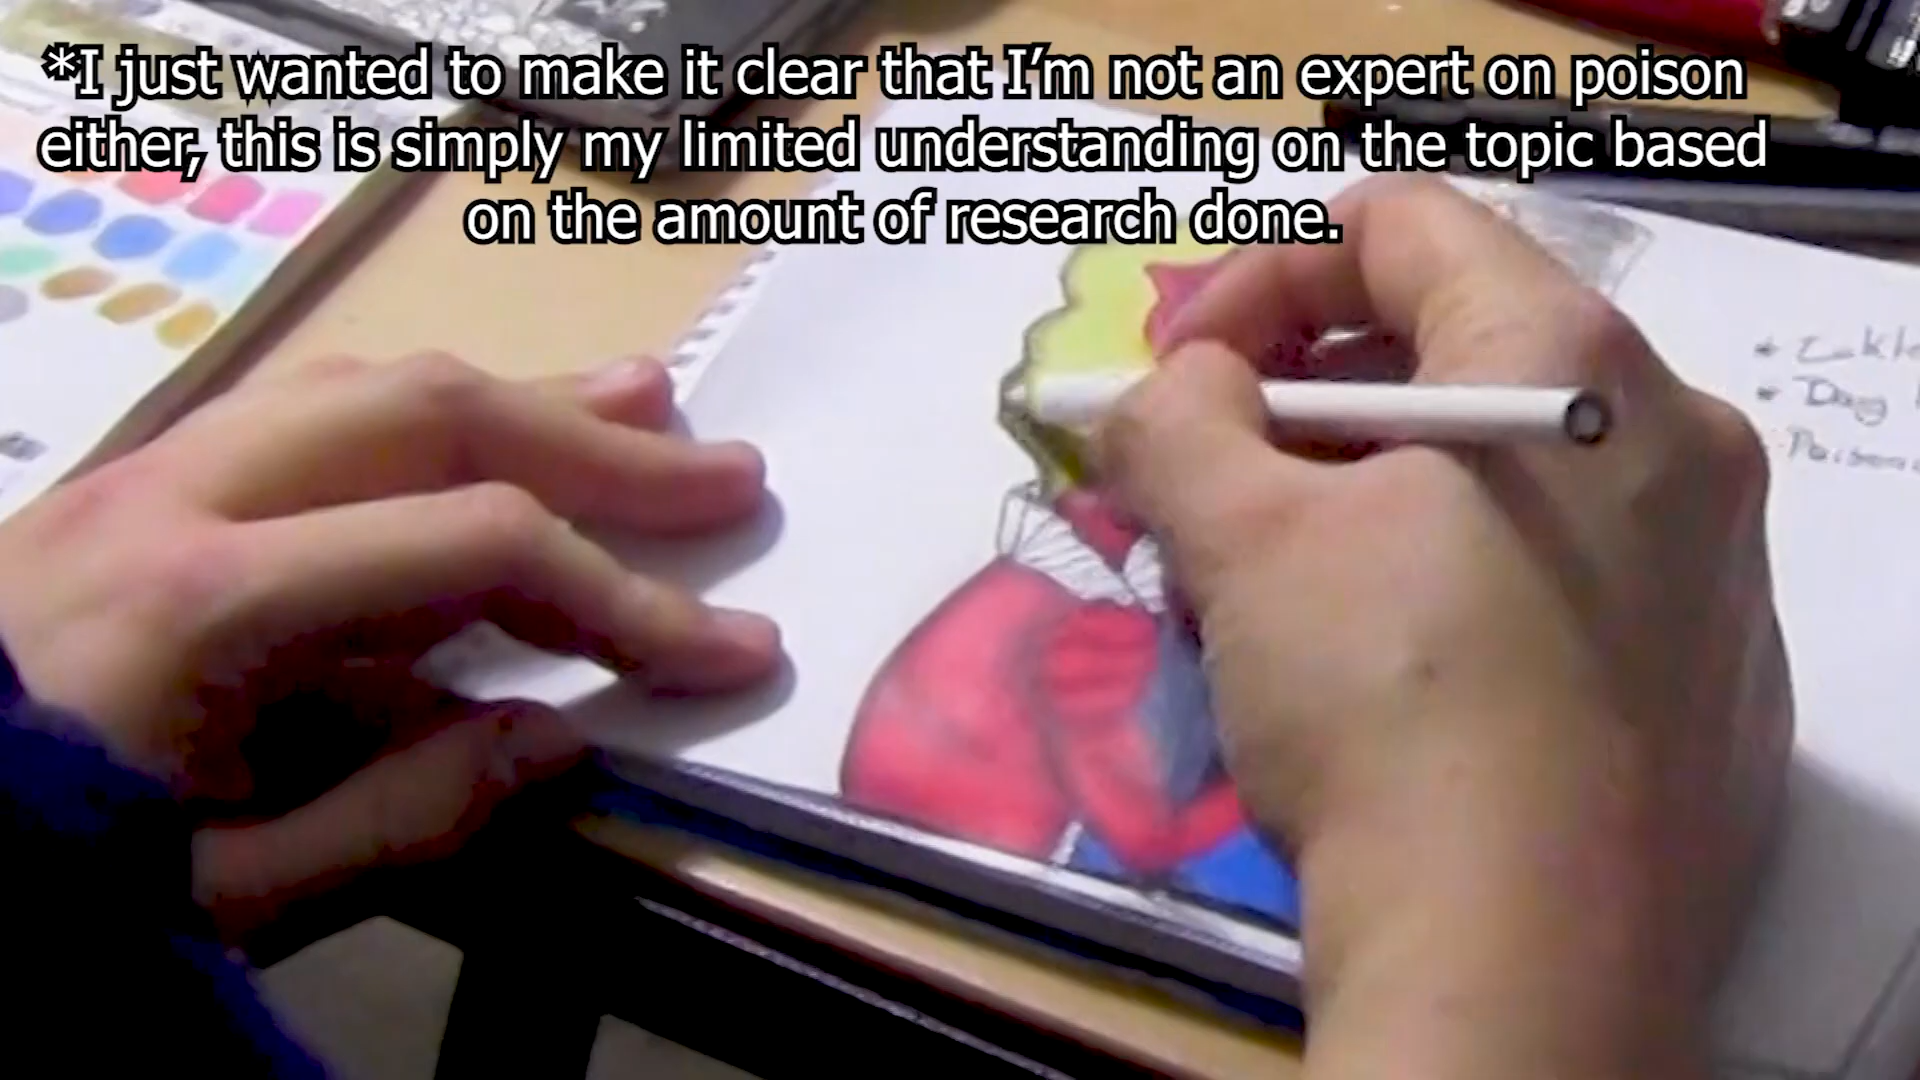 *I just wanted to make it clear that I’m not an expert on poison
either, this is simply my limited understanding on the topic based
on the amount of research done.